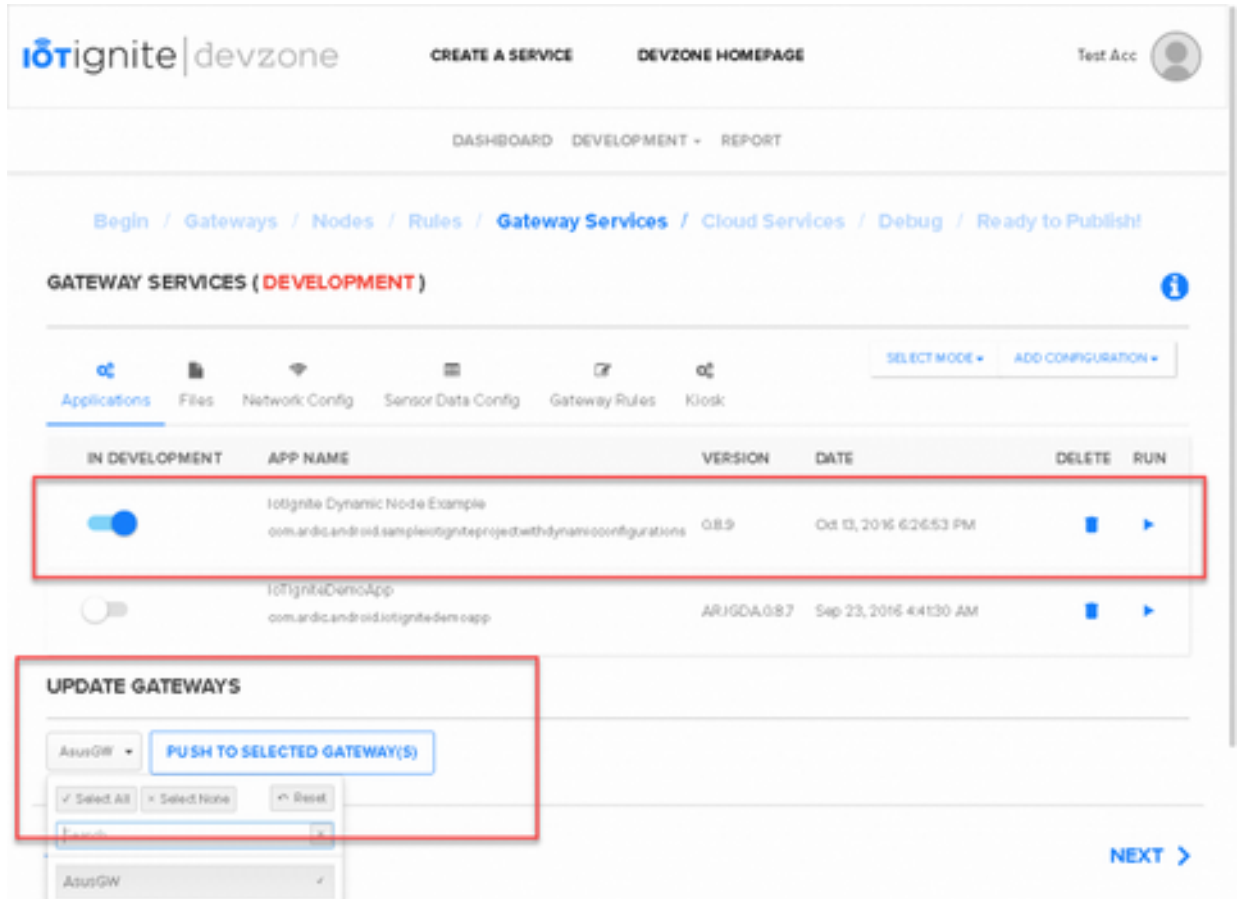 IOTignite|devzone CREATE A SERVICE DEVZONE HOMEPAGE Test Acc
DASHBOARD DEVELOPMENT REPORT
Begin / Gateways / Nodes / Rules / Gateway Services / Cloud Services / Debug / Ready to Publish!
GATEWAY SERVICES ( DEVELOPMENT )
SELECT MODE ADD CONFIGURATION
Applications Files Network Config Sensor Data Config Gateway Rules Kiosk
IN DEVELOPMENT APP NAME VERSION DATE DELETE RUN
IotIgnite Dynamic Node Example
com.ardic.android.sampleiotigniteprojectwithdynamicconfigurations 0.8.9 Oct 13, 2016 6:26:53 PM
IoTIgniteDemoApp
com.ardic.android.iotignitedemoapp AR.IGDA.0.8.7 Sep 23, 2016 4:41:30 AM
UPDATE GATEWAYS
AsusGW PUSH TO SELECTED GATEWAY(S)
✓ Select All × Select None Reset
Search
NEXT
AsusGW